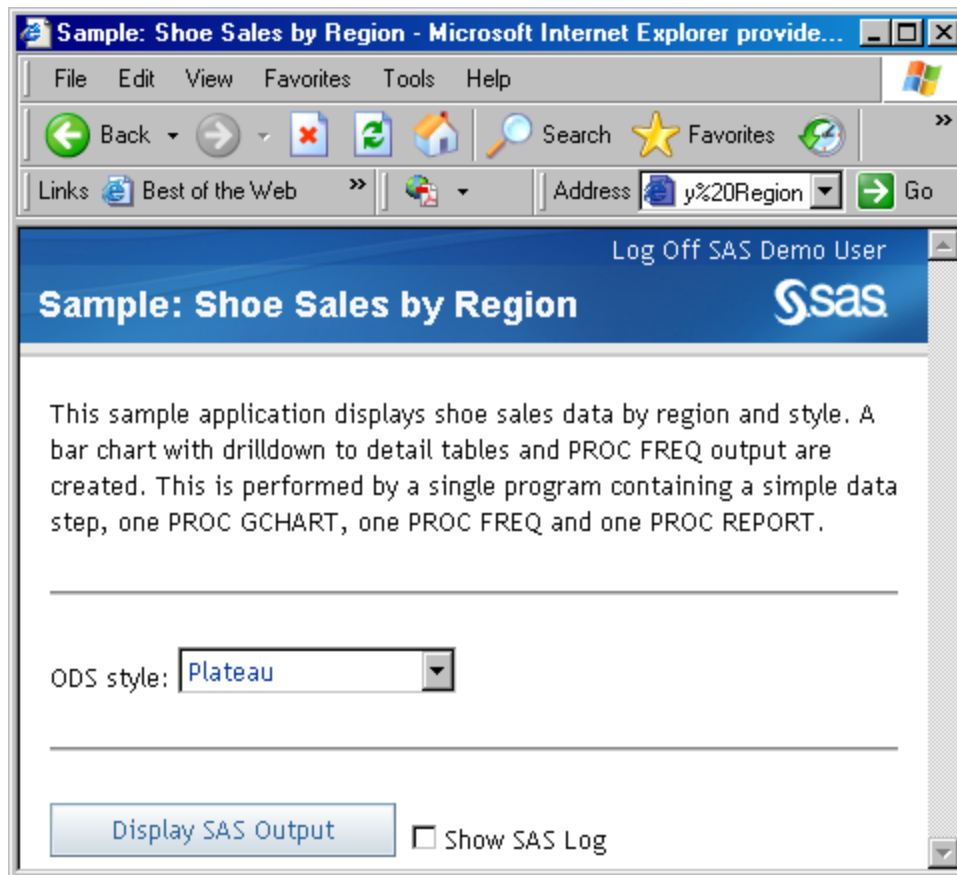 Sample: Shoe Sales by Region - Microsoft Internet Explorer provide...
File Edit View Favorites Tools Help
Back Search Favorites »
Links Best of the Web » Address y%20Region Go
Log Off SAS Demo User
Sample: Shoe Sales by Region
sas
This sample application displays shoe sales data by region and style. A
bar chart with drilldown to detail tables and PROC FREQ output are
created. This is performed by a single program containing a simple data
step, one PROC GCHART, one PROC FREQ and one PROC REPORT.
ODS style: Plateau
Display SAS Output Show SAS Log